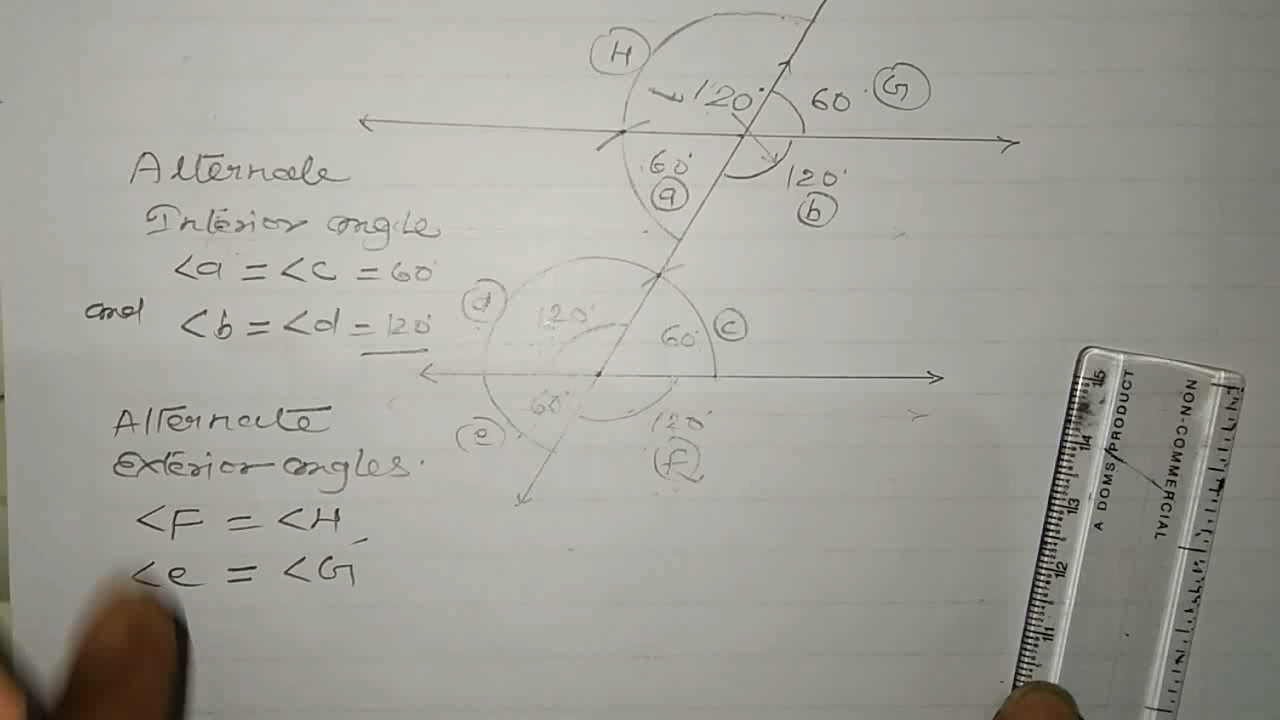 H
120°
60°
G
60°
a
120°
b
Alternate
Interior angle
<a = <c = 60°
and <b = <d = 120°
d
120°
60°
c
60°
e
120°
F
Alternate
Exterior angles.
<F = <H
<e = <G
15
14
13
12
11
A DOMS PRODUCT
NON-COMMERCIAL